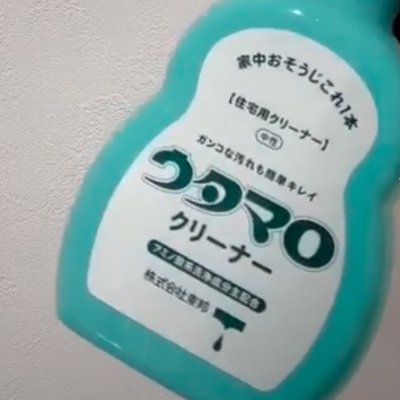 家中おそうじこれ1本
【住宅用クリーナー】
中性
ガンコな汚れも簡単キレイ
ウタマロ
クリーナー
アミノ酸系洗浄成分主配合
株式会社東邦